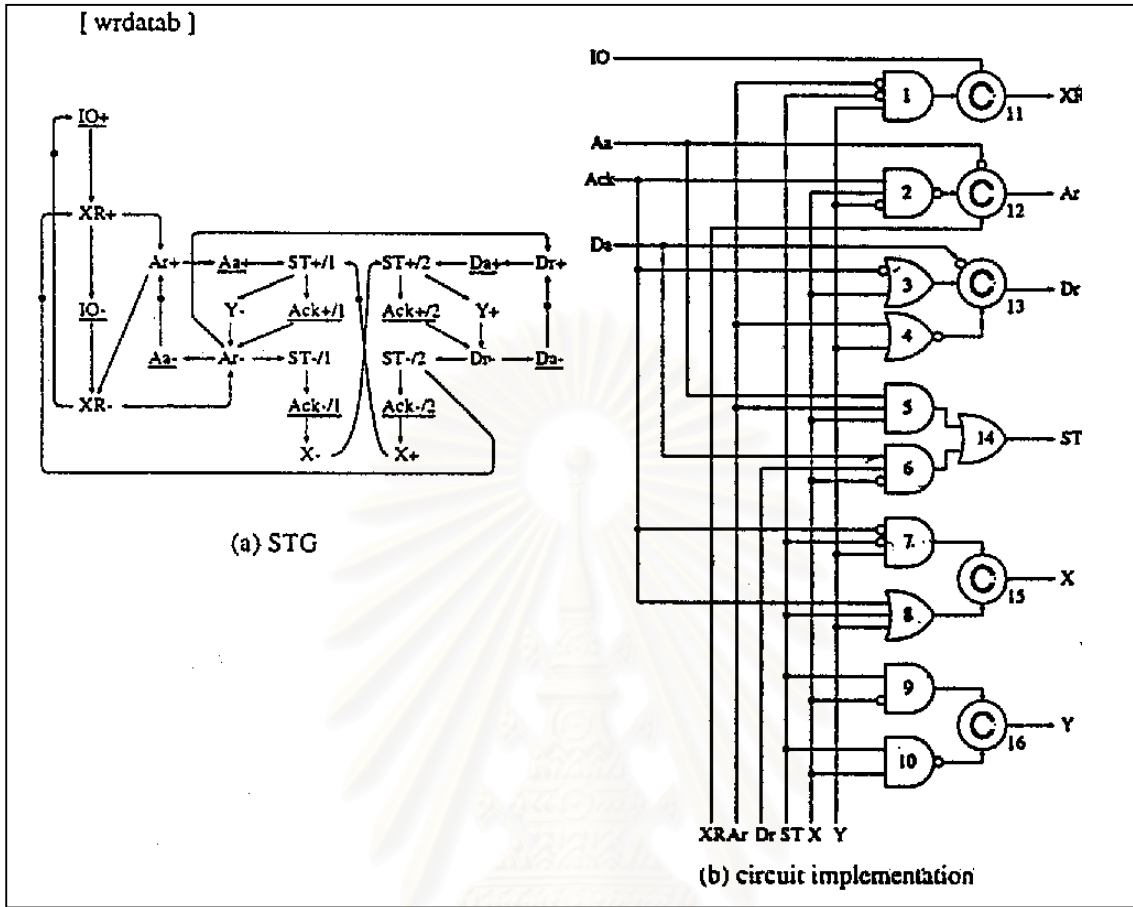 [ wrdatab ]
IO+
XR+
Ar+ Aa+ ST+/1 ST+/2 Da+ Dr+
IO- Y- Ack+/1 Ack+/2 Y+
Aa- Ar- ST-/1 ST-/2 Dr- Da-
XR- Ack-/1 Ack-/2
X- X+
(a) STG
IO
1 C 11 XR
Aa
Ack
2 C 12 Ar
Da
3 C 13 Dr
4
5
14 ST
6
7
C 15 X
8
9
C 16 Y
10
XR Ar Dr ST X Y
(b) circuit implementation